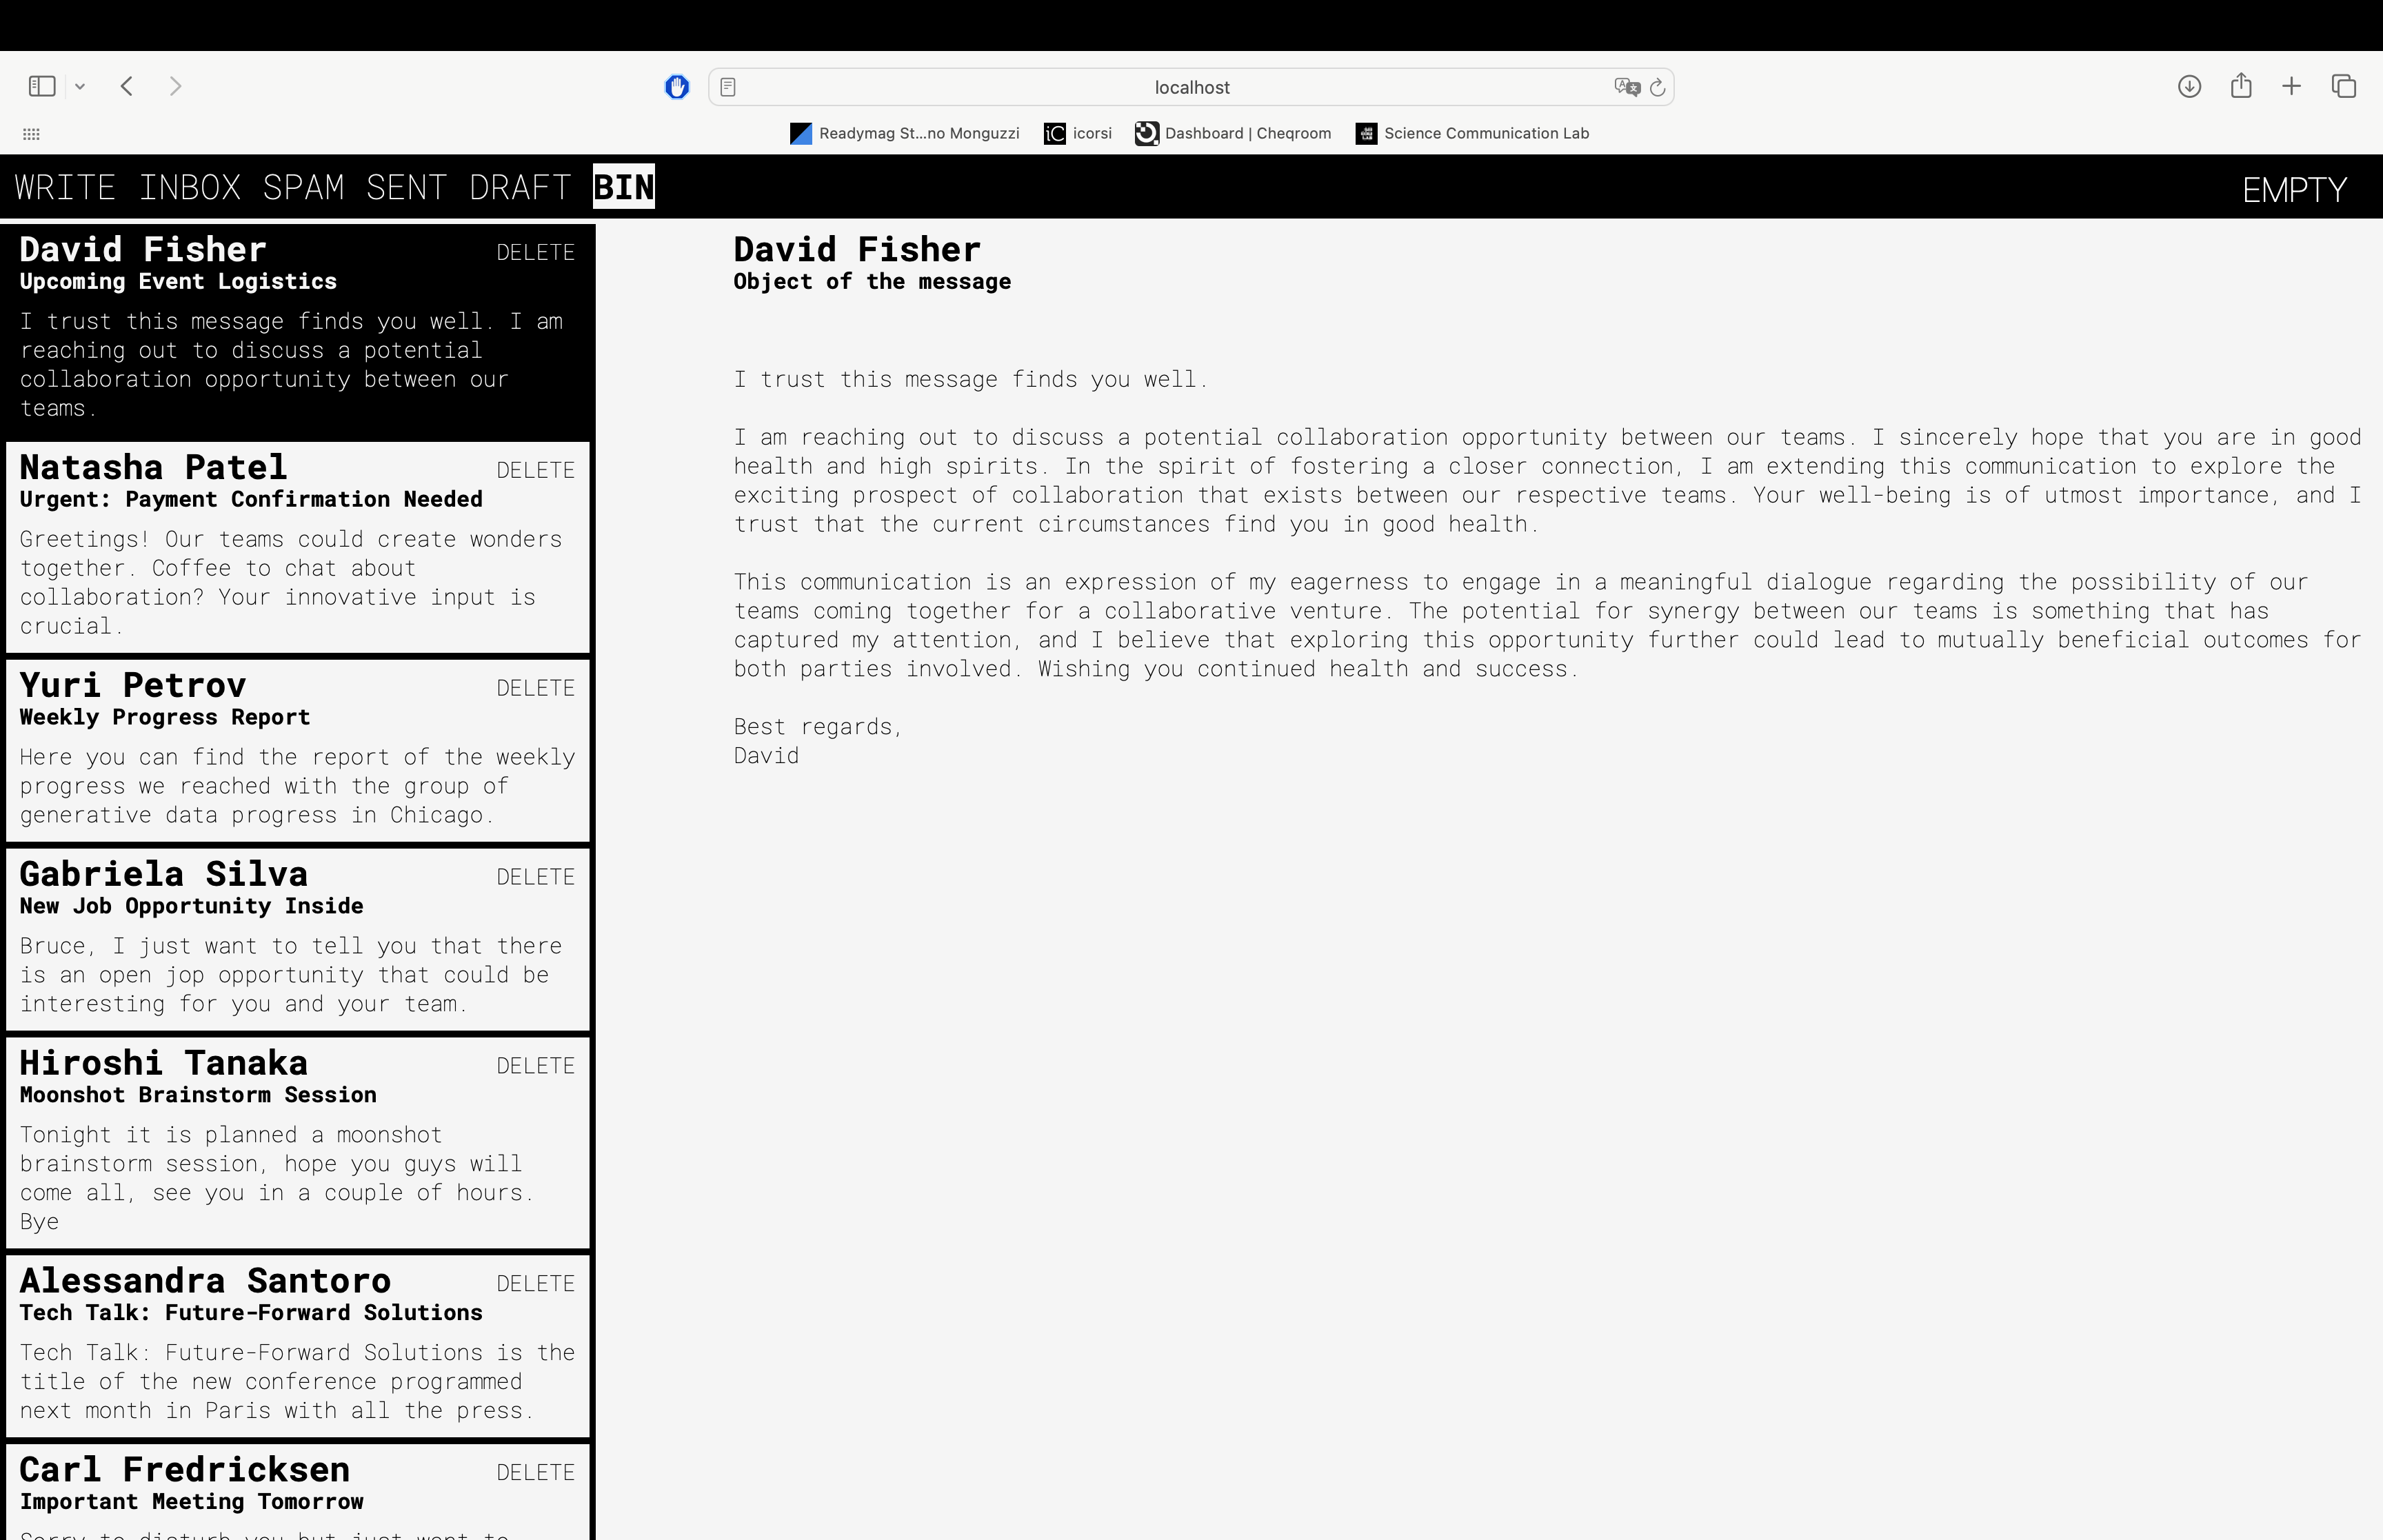 localhost
Readymag St...no Monguzzi
iC icorsi
Dashboard | Cheqroom
Science Communication Lab
WRITE INBOX SPAM SENT DRAFT BIN
EMPTY
David Fisher
DELETE
Upcoming Event Logistics
I trust this message finds you well. I am
reaching out to discuss a potential
collaboration opportunity between our
teams.
Natasha Patel
DELETE
Urgent: Payment Confirmation Needed
Greetings! Our teams could create wonders
together. Coffee to chat about
collaboration? Your innovative input is
crucial.
Yuri Petrov
DELETE
Weekly Progress Report
Here you can find the report of the weekly
progress we reached with the group of
generative data progress in Chicago.
Gabriela Silva
DELETE
New Job Opportunity Inside
Bruce, I just want to tell you that there
is an open jop opportunity that could be
interesting for you and your team.
Hiroshi Tanaka
DELETE
Moonshot Brainstorm Session
Tonight it is planned a moonshot
brainstorm session, hope you guys will
come all, see you in a couple of hours.
Bye
Alessandra Santoro
DELETE
Tech Talk: Future-Forward Solutions
Tech Talk: Future-Forward Solutions is the
title of the new conference programmed
next month in Paris with all the press.
Carl Fredricksen
DELETE
Important Meeting Tomorrow
Sorry to disturb you but just want to
David Fisher
Object of the message
I trust this message finds you well.
I am reaching out to discuss a potential collaboration opportunity between our teams. I sincerely hope that you are in good
health and high spirits. In the spirit of fostering a closer connection, I am extending this communication to explore the
exciting prospect of collaboration that exists between our respective teams. Your well-being is of utmost importance, and I
trust that the current circumstances find you in good health.
This communication is an expression of my eagerness to engage in a meaningful dialogue regarding the possibility of our
teams coming together for a collaborative venture. The potential for synergy between our teams is something that has
captured my attention, and I believe that exploring this opportunity further could lead to mutually beneficial outcomes for
both parties involved. Wishing you continued health and success.
Best regards,
David